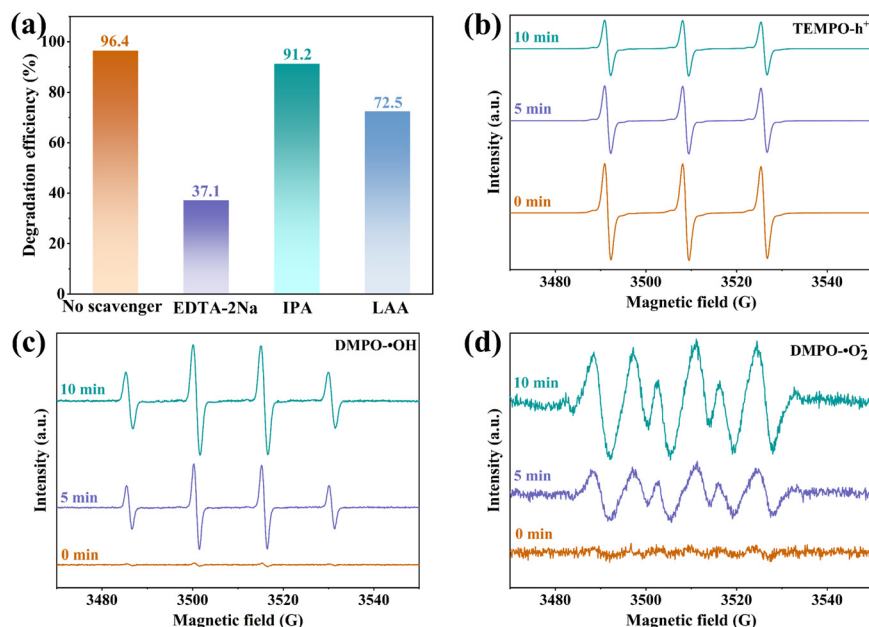 (a)
Degradation efficiency (%)
100
80
60
40
20
0
96.4
37.1
91.2
72.5
No scavenger EDTA-2Na IPA LAA
(b)
TEMPO-h⁺
10 min
5 min
0 min
Intensity (a.u.)
3480 3500 3520 3540
Magnetic field (G)
(c)
DMPO-•OH
10 min
5 min
0 min
Intensity (a.u.)
3480 3500 3520 3540
Magnetic field (G)
(d)
DMPO-•O₂⁻
10 min
5 min
0 min
Intensity (a.u.)
3480 3500 3520 3540
Magnetic field (G)